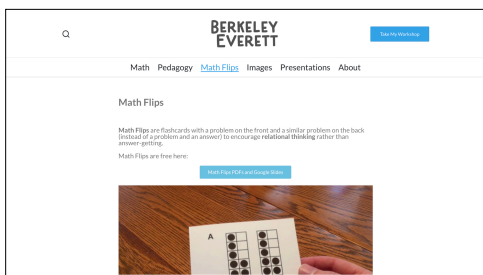 BERKELEY
EVERETT
Take My Workshop
Math Pedagogy Math Flips Images Presentations About
Math Flips
Math Flips are flashcards with a problem on the front and a similar problem on the back
(instead of a problem and an answer) to encourage relational thinking rather than
answer-getting.
Math Flips are free here:
Math Flips PDFs and Google Slides
A